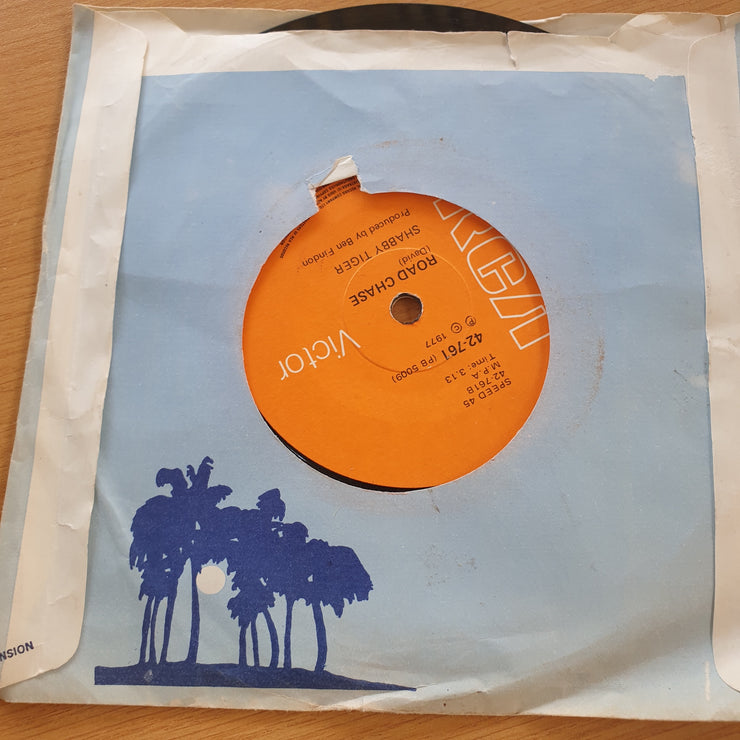 RCA
Victor
SPEED 45
42-761B
M.P.A
Time: 3.13
42-761 (PB 5009)
℗ © 1977
ROAD CHASE
(David)
SHABBY TIGER
Produced by Ben Findon
NSION